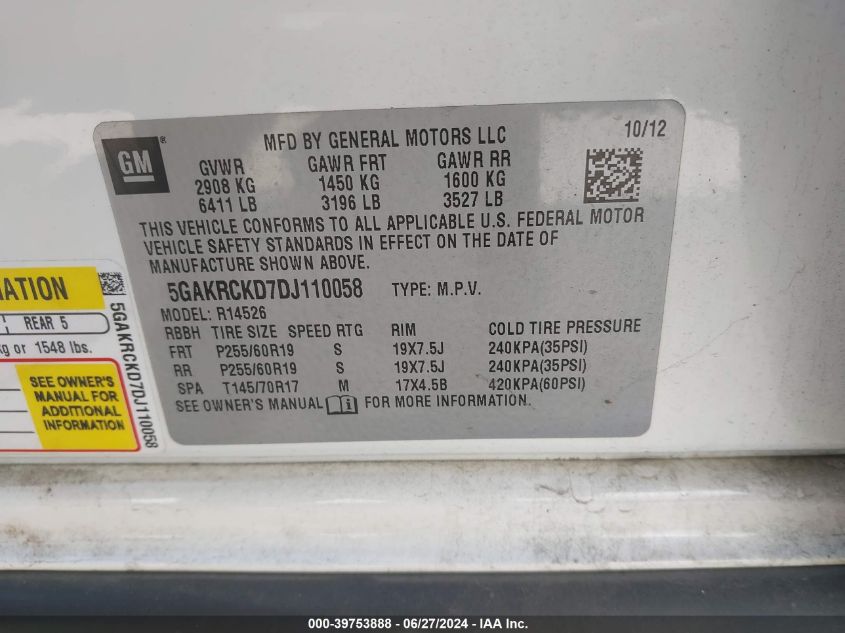 GM®
MFD BY GENERAL MOTORS LLC
10/12
GVWR GAWR FRT GAWR RR
2908 KG 1450 KG 1600 KG
6411 LB 3196 LB 3527 LB
THIS VEHICLE CONFORMS TO ALL APPLICABLE U.S. FEDERAL MOTOR
VEHICLE SAFETY STANDARDS IN EFFECT ON THE DATE OF
MANUFACTURE SHOWN ABOVE.
5GAKRCKD7DJ110058 TYPE: M.P.V.
MODEL: R14526
RBBH TIRE SIZE SPEED RTG RIM COLD TIRE PRESSURE
FRT P255/60R19 S 19X7.5J 240KPA(35PSI)
RR P255/60R19 S 19X7.5J 240KPA(35PSI)
SPA T145/70R17 M 17X4.5B 420KPA(60PSI)
SEE OWNER'S MANUAL FOR MORE INFORMATION.
MATION
REAR 5
kg or 1548 lbs.
SEE OWNER'S
MANUAL FOR
ADDITIONAL
INFORMATION
5GAKRCKD7DJ110058
000-39753888 - 06/27/2024 - IAA Inc.